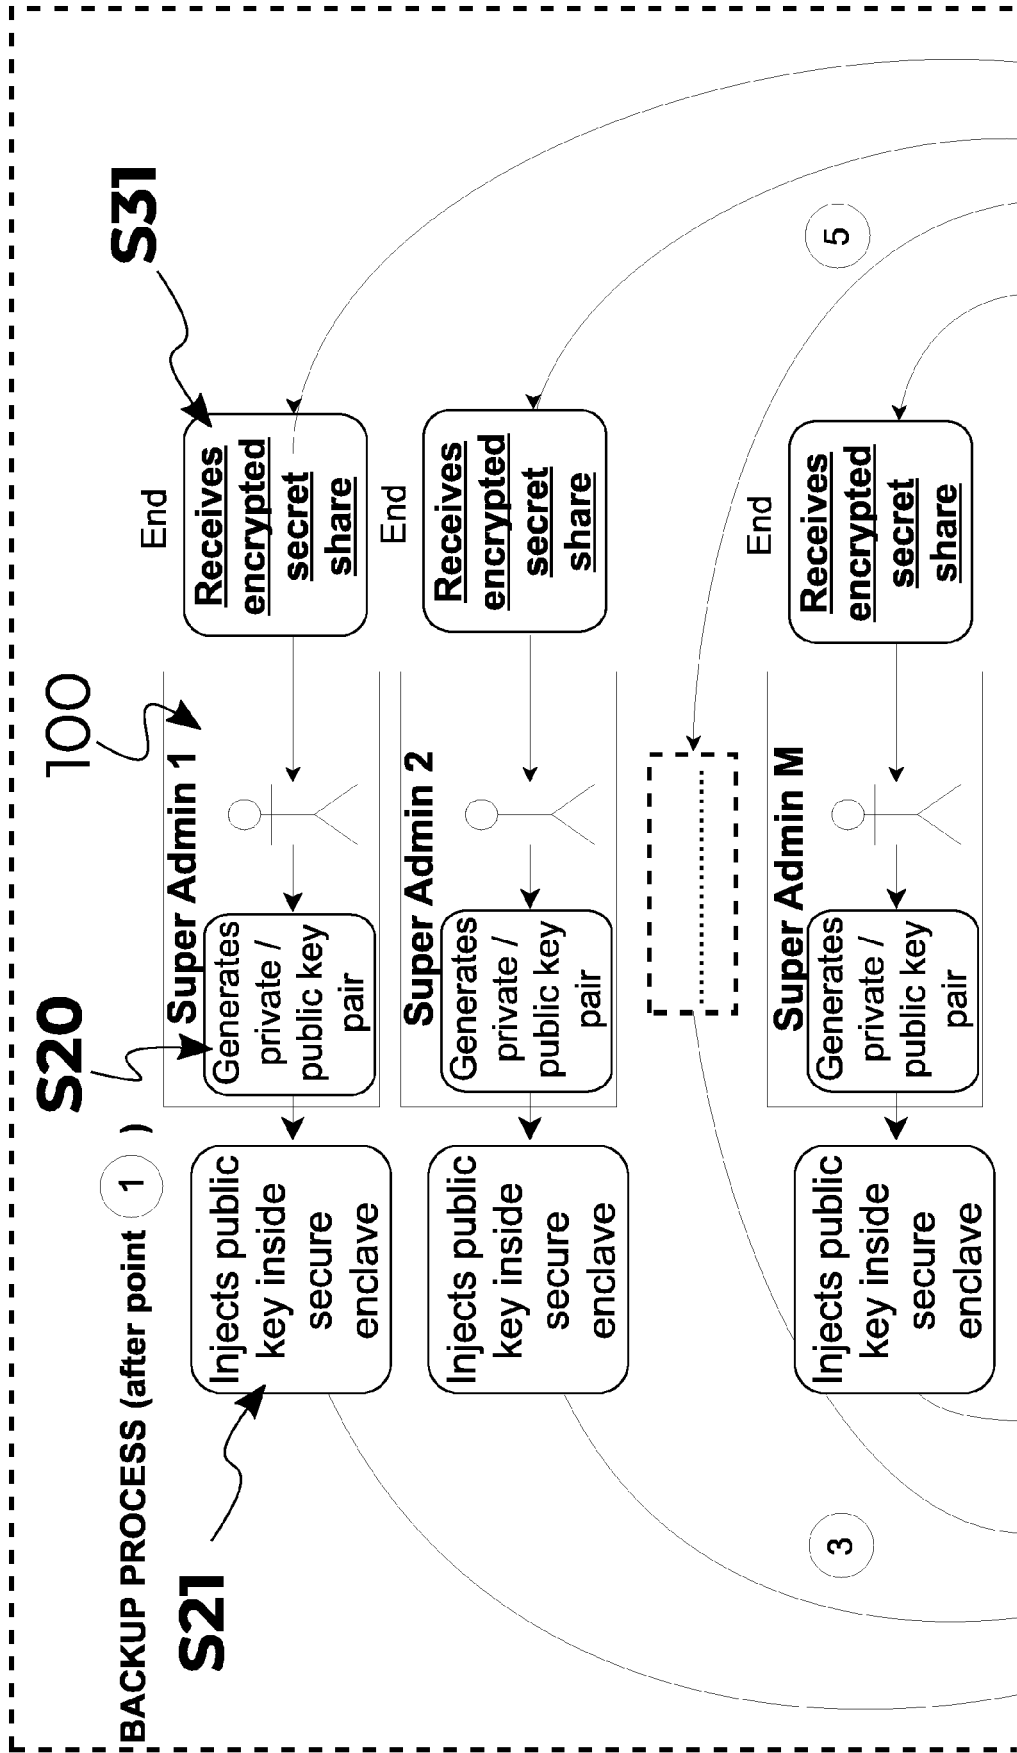 BACKUP PROCESS (after point 1 )
S21
S20
100
S31
Injects public
key inside
secure
enclave
Super Admin 1
Generates
private /
public key
pair
End
Receives
encrypted
secret
share
Injects public
key inside
secure
enclave
Super Admin 2
Generates
private /
public key
pair
End
Receives
encrypted
secret
share
Injects public
key inside
secure
enclave
Super Admin M
Generates
private /
public key
pair
End
Receives
encrypted
secret
share
3
5